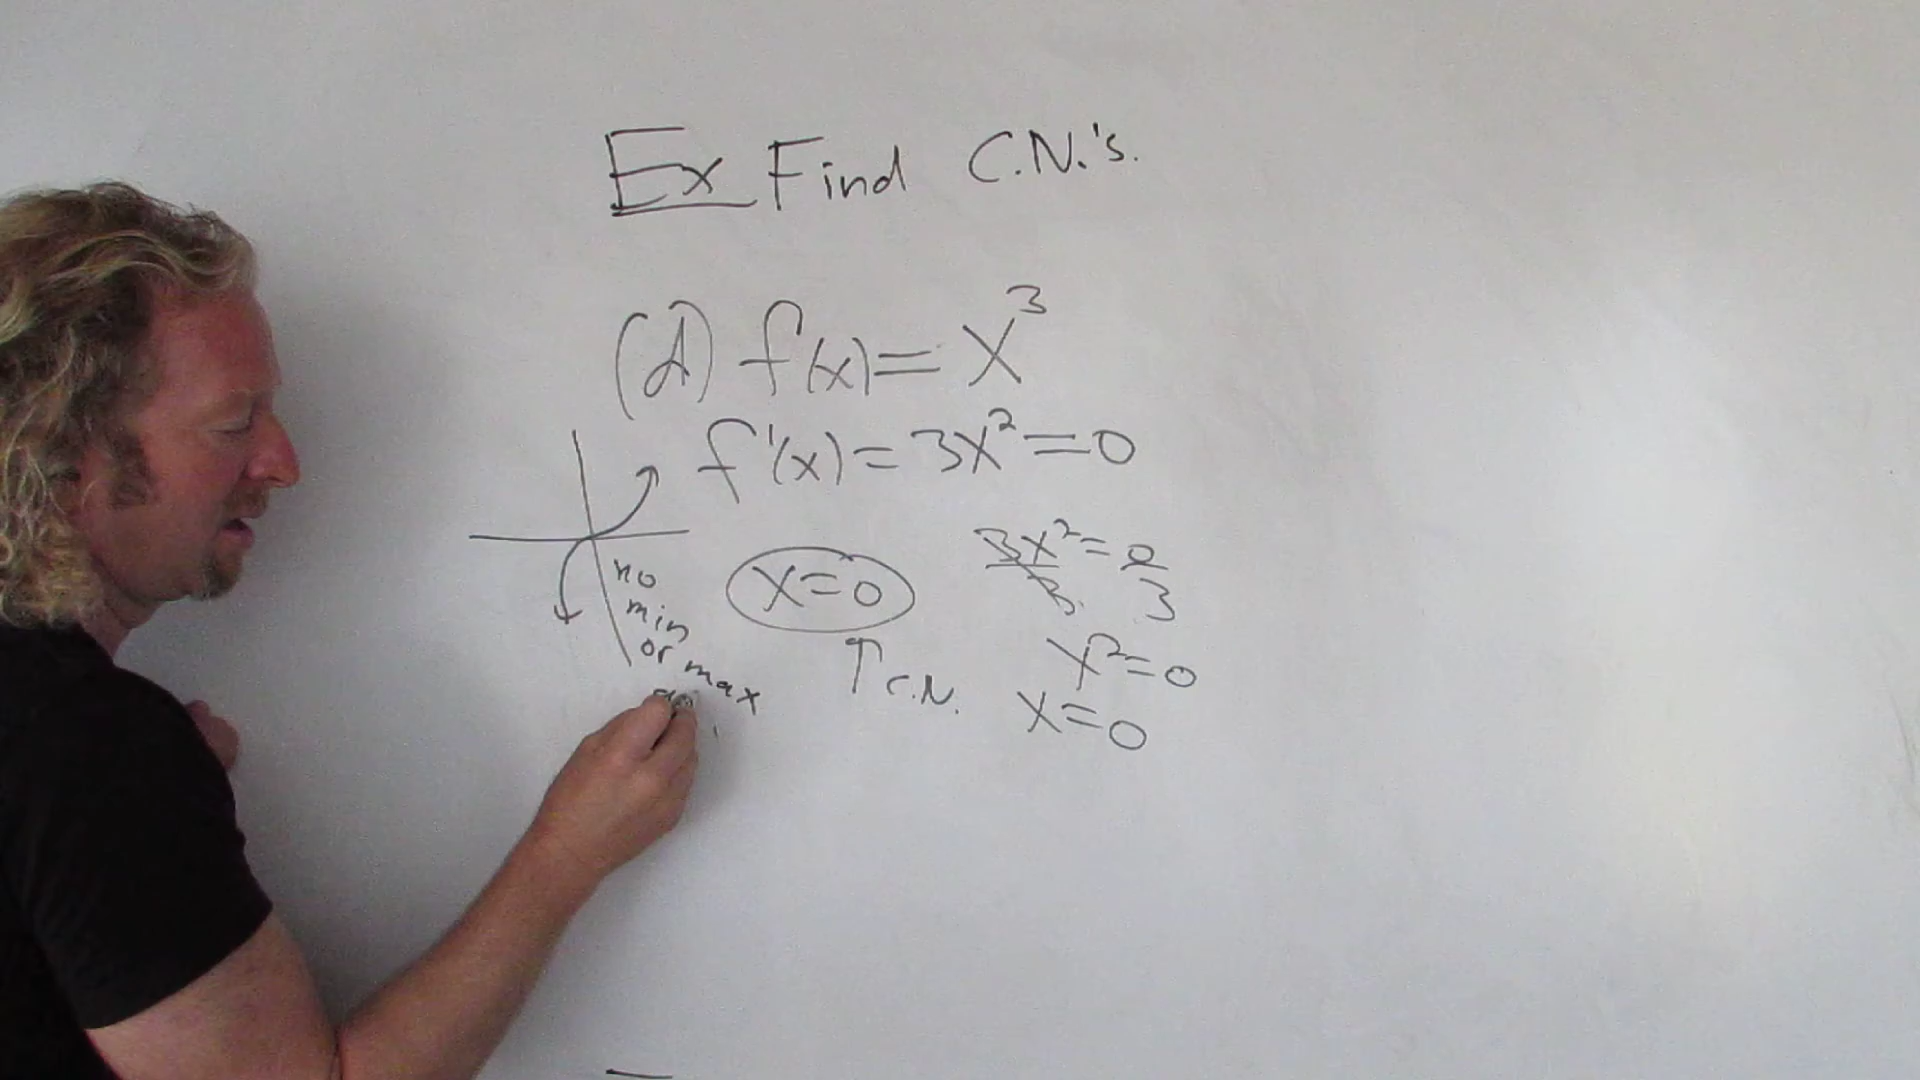 Ex Find C.N.'s.
(d) f(x) = x³
f'(x) = 3x² = 0
3x² = 0
3 3
x² = 0
x = 0
x = 0
↑ C.N.
no
min
or max